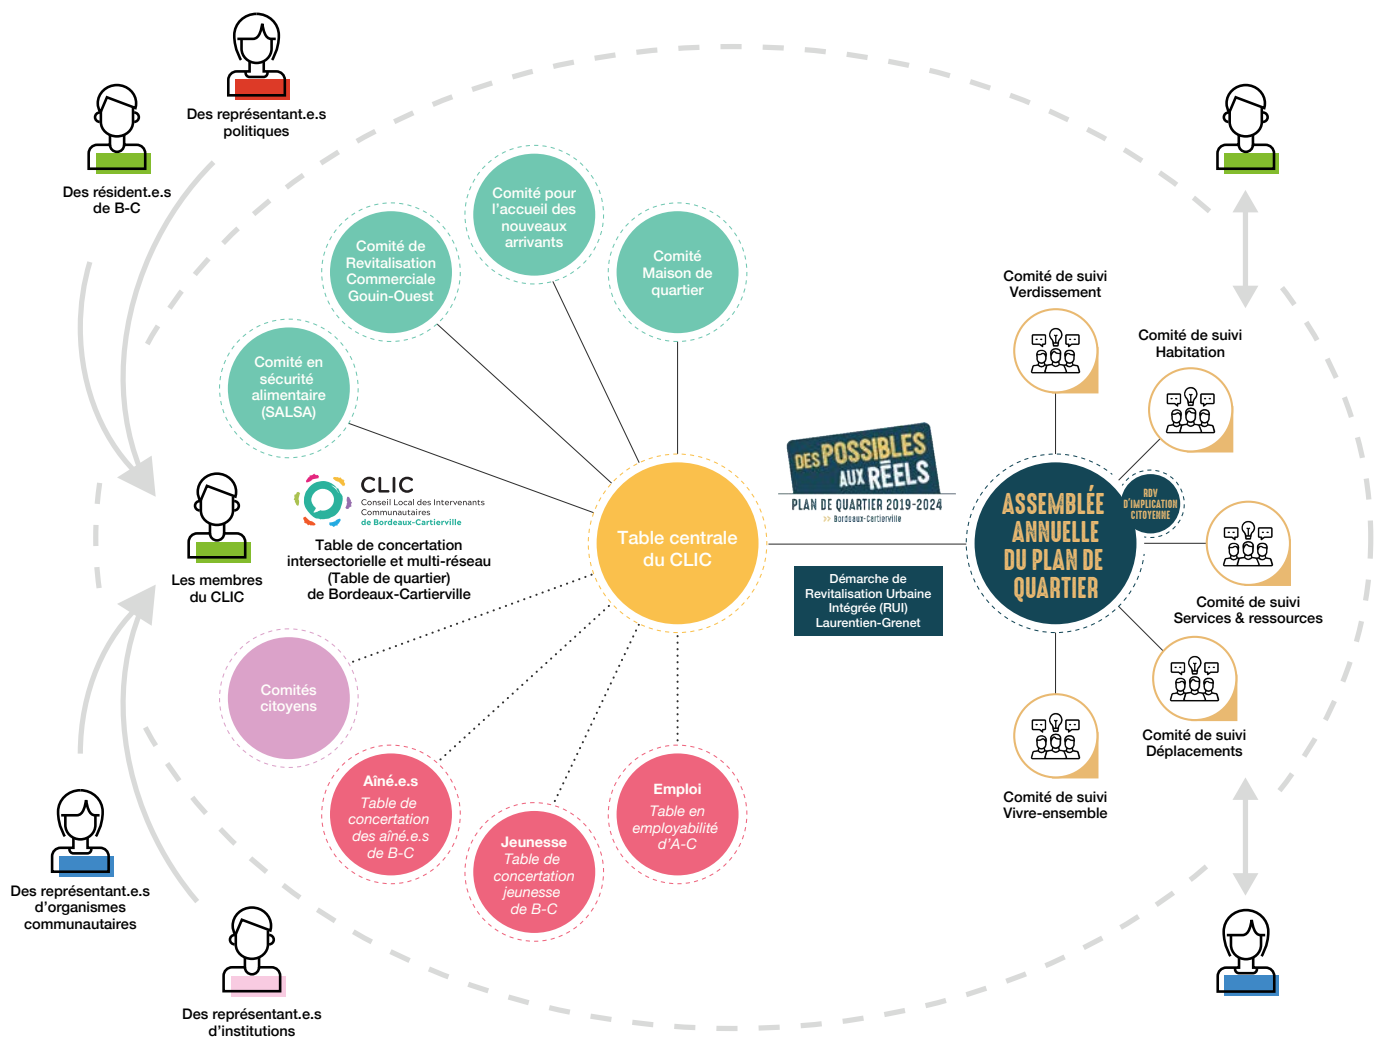 Des représentant.e.s
politiques
Des résident.e.s
de B-C
Comité pour
l'accueil des
nouveaux
arrivants
Comité de
Revitalisation
Commerciale
Gouin-Ouest
Comité
Maison de
quartier
Comité en
sécurité
alimentaire
(SALSA)
CLIC
Conseil Local des Intervenants
Communautaires
de Bordeaux-Cartierville
Table de concertation
intersectorielle et multi-réseau
(Table de quartier)
de Bordeaux-Cartierville
Les membres
du CLIC
Table centrale
du CLIC
Comités
citoyens
Aîné.e.s
Table de
concertation
des aîné.e.s
de B-C
Jeunesse
Table de
concertation
jeunesse
de B-C
Emploi
Table en
employabilité
d'A-C
Des représentant.e.s
d'organismes
communautaires
Des représentant.e.s
d'institutions
DES POSSIBLES
AUX RÉELS
PLAN DE QUARTIER 2019-2024
>> Bordeaux-Cartierville
Démarche de
Revitalisation Urbaine
Intégrée (RUI)
Laurentien-Grenet
ASSEMBLÉE
ANNUELLE
DU PLAN DE
QUARTIER
RDV
D'IMPLICATION
CITOYENNE
Comité de suivi
Verdissement
Comité de suivi
Habitation
Comité de suivi
Services & ressources
Comité de suivi
Déplacements
Comité de suivi
Vivre-ensemble